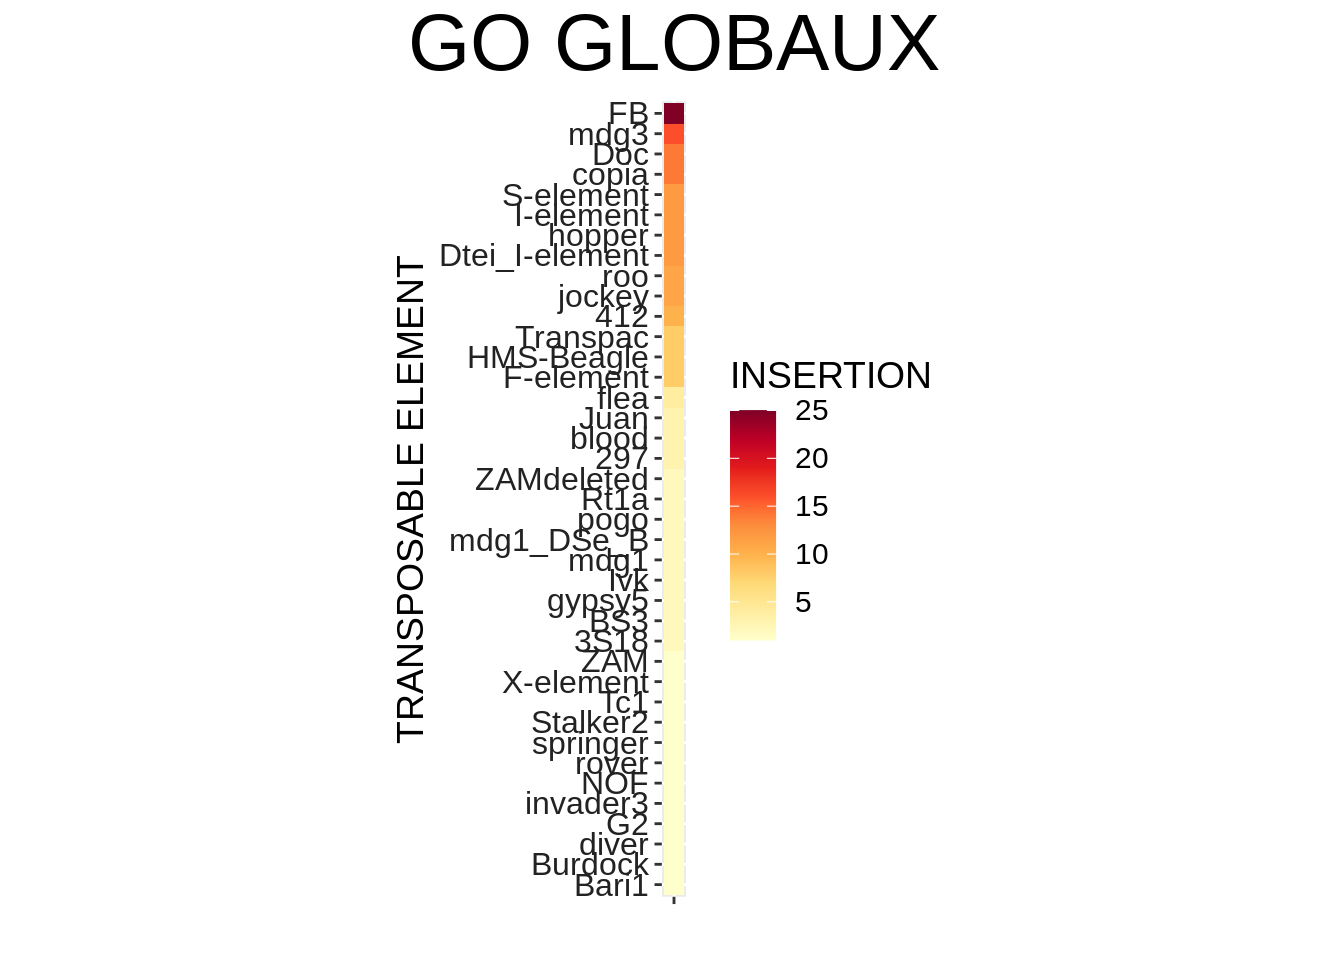 GO GLOBAUX
TRANSPOSABLE ELEMENT
FB
mdg3
Doc
copia
S-element
I-element
hopper
Dtei_I-element
roo
jockey
412
Transpac
HMS-Beagle
F-element
flea
Juan
blood
297
ZAMdeleted
Rt1a
pogo
mdg1_DSe_B
mdg1
Ivk
gypsy5
BS3
3S18
ZAM
X-element
Tc1
Stalker2
springer
rover
NOF
invader3
G2
diver
Burdock
Bari1
INSERTION
25
20
15
10
5